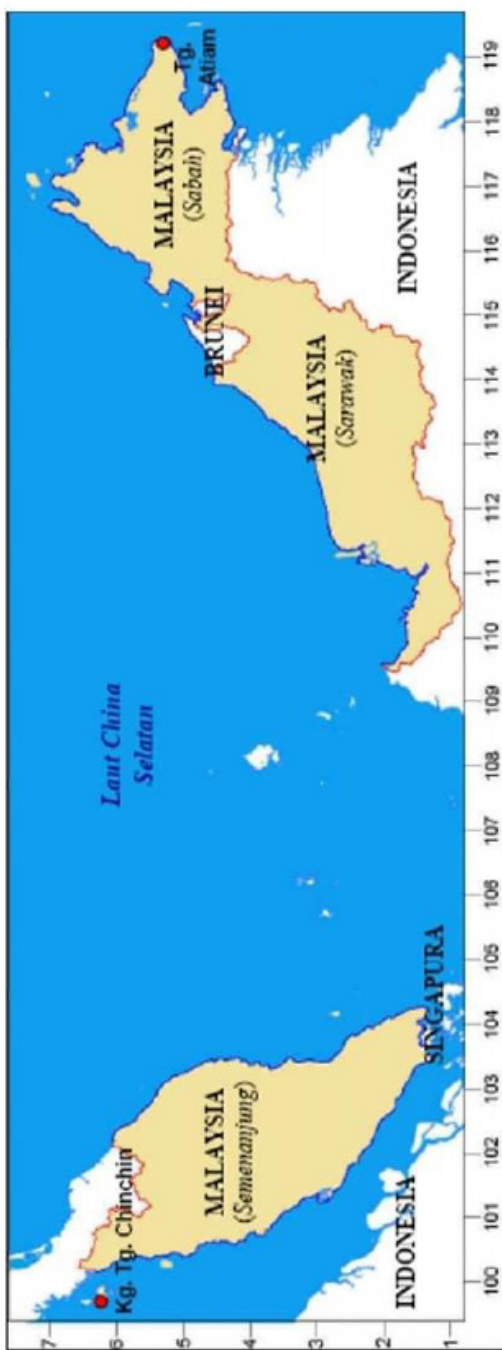 Kg. Tg. Chinchin
MALAYSIA
(Semenanjung)
INDONESIA
SINGAPURA
Laut China
Selatan
BRUNEI
MALAYSIA
(Sabah)
Tg.
Atiam
MALAYSIA
(Sarawak)
INDONESIA
7
6
5
4
3
2
1
100
101
102
103
104
105
106
107
108
109
110
111
112
113
114
115
116
117
118
119